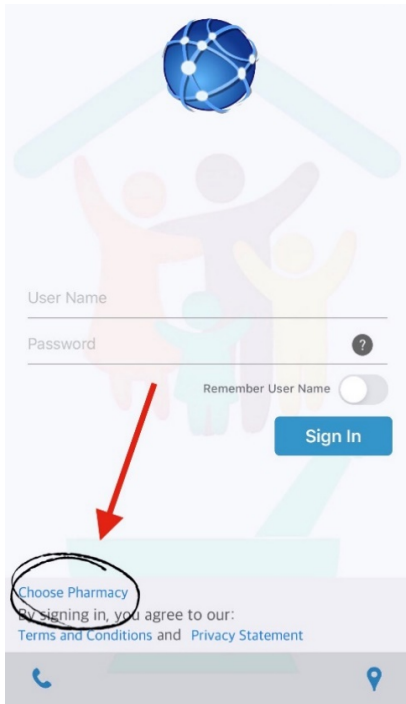 User Name
Password
?
Remember User Name
Sign In
Choose Pharmacy
By signing in, you agree to our:
Terms and Conditions and Privacy Statement